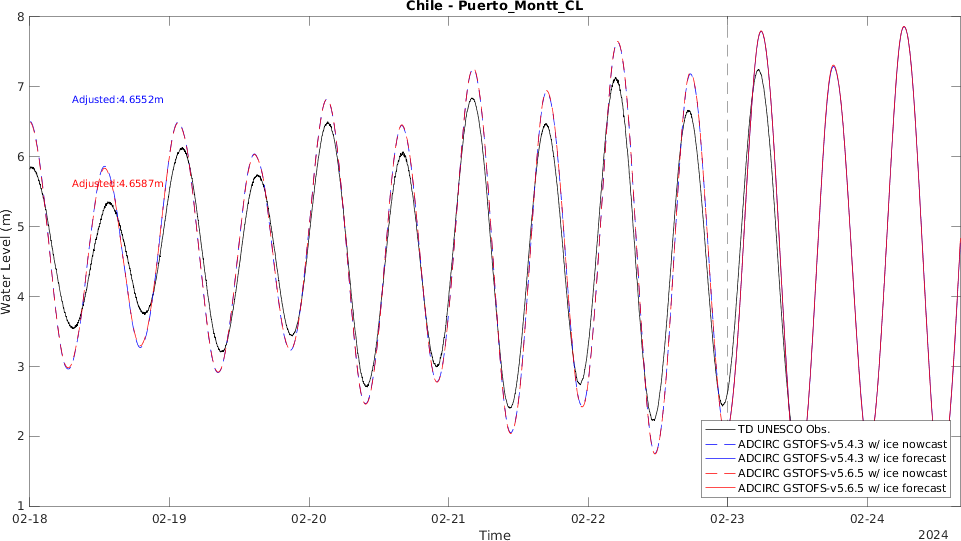 Chile - Puerto_Montt_CL
8
7
6
5
4
3
2
1
Water Level (m)
Adjusted:4.6552m
Adjusted:4.6587m
TD UNESCO Obs.
ADCIRC GSTOFS-v5.4.3 w/ ice nowcast
ADCIRC GSTOFS-v5.4.3 w/ ice forecast
ADCIRC GSTOFS-v5.6.5 w/ ice nowcast
ADCIRC GSTOFS-v5.6.5 w/ ice forecast
02-18 02-19 02-20 02-21 02-22 02-23 02-24
Time
2024